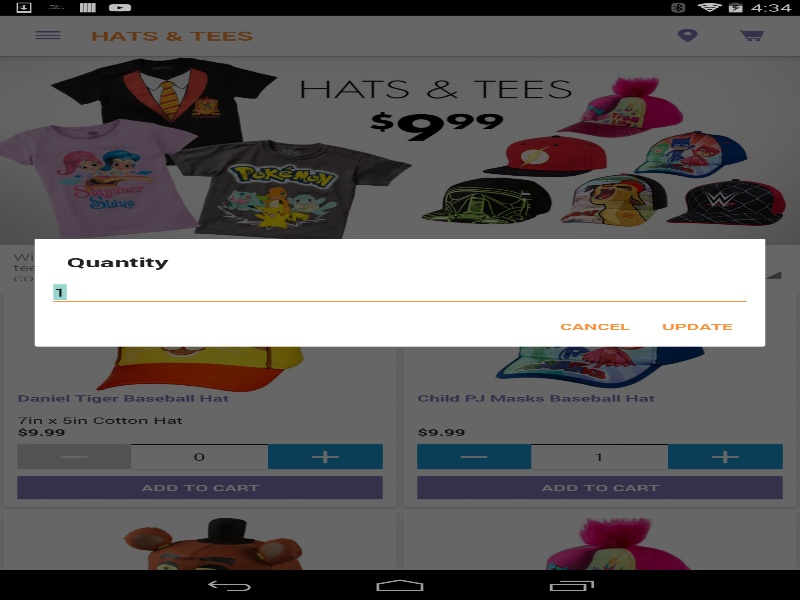 4:34
HATS & TEES
HATS & TEES
$9.99
Shimmer
Shine
POKéMON
W
Wi
tee
co
Quantity
1
CANCEL UPDATE
Daniel Tiger Baseball Hat
7in x 5in Cotton Hat
$9.99
0
ADD TO CART
Child PJ Masks Baseball Hat
$9.99
1
ADD TO CART